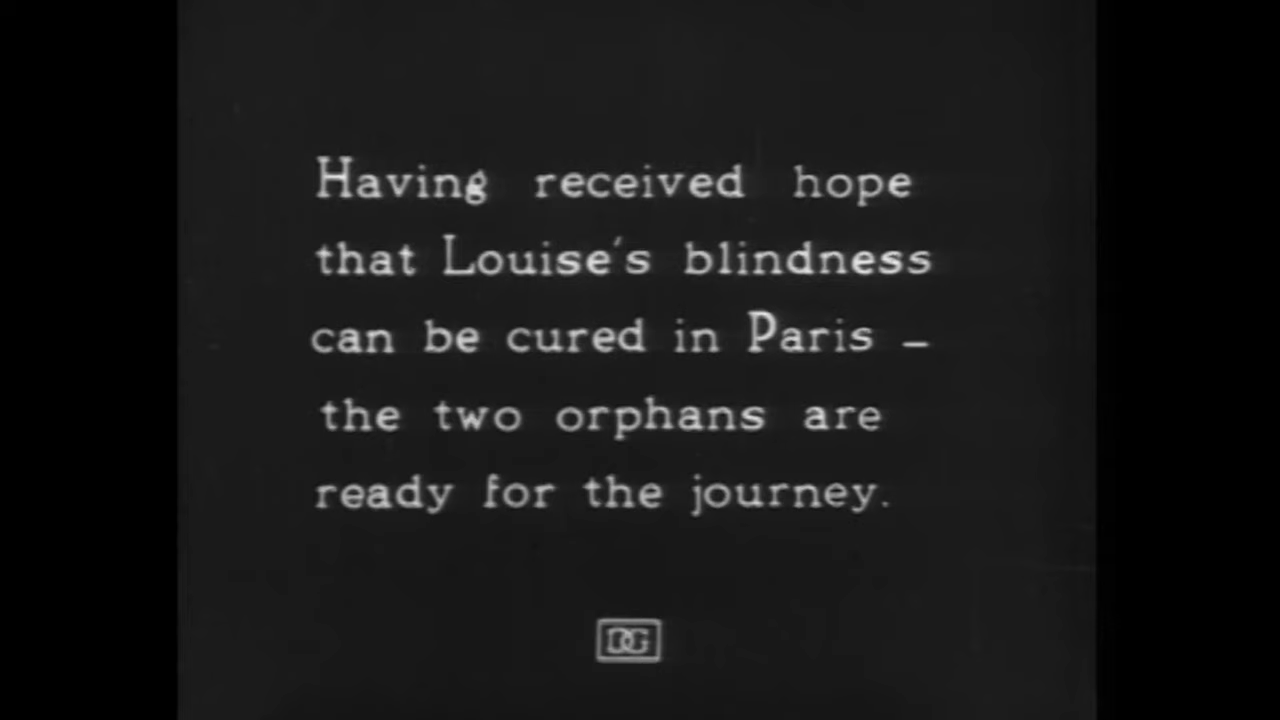 Having received hope
that Louise's blindness
can be cured in Paris –
the two orphans are
ready for the journey.
DG